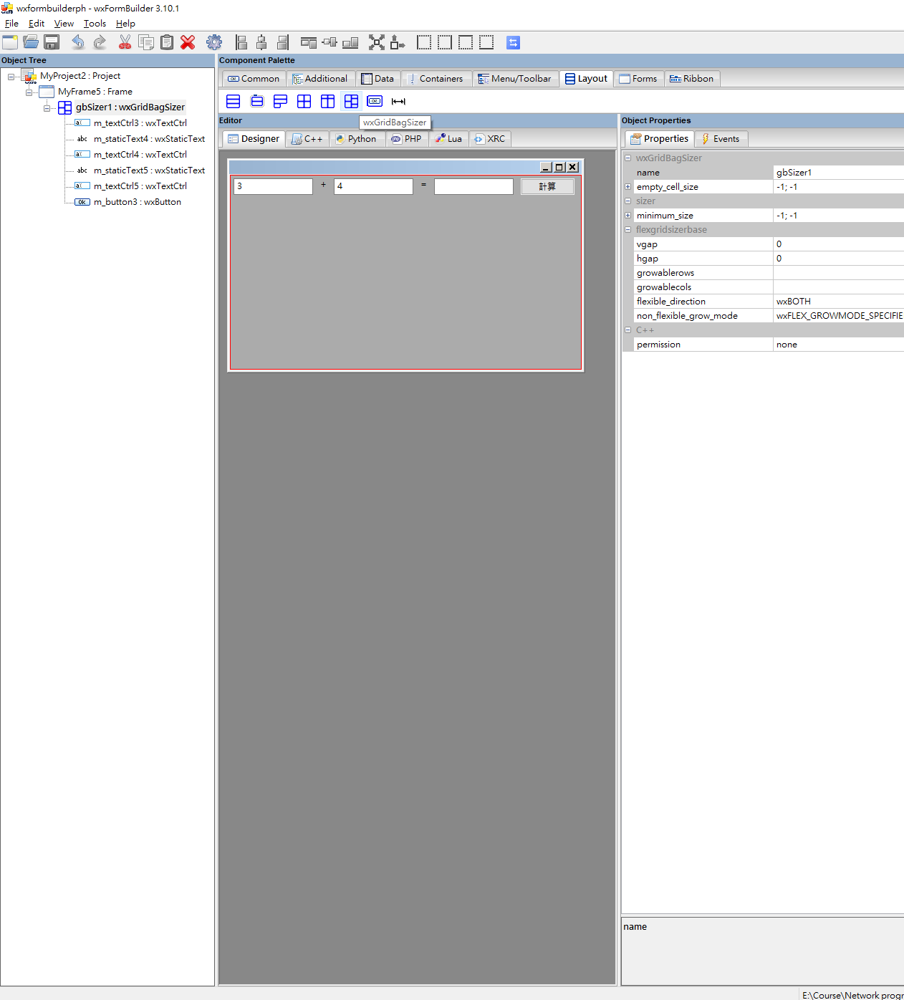 wxformbuilderph - wxFormBuilder 3.10.1
File Edit View Tools Help
Object Tree
MyProject2 : Project
MyFrame5 : Frame
gbSizer1 : wxGridBagSizer
m_textCtrl3 : wxTextCtrl
abc m_staticText4 : wxStaticText
m_textCtrl4 : wxTextCtrl
abc m_staticText5 : wxStaticText
m_textCtrl5 : wxTextCtrl
OK m_button3 : wxButton
Component Palette
Common Additional Data Containers Menu/Toolbar Layout Forms Ribbon
wxGridBagSizer
Editor
Designer C++ Python PHP Lua XRC
3 + 4 = 計算
Object Properties
Properties Events
wxGridBagSizer
name gbSizer1
empty_cell_size -1; -1
sizer
minimum_size -1; -1
flexgridsizerbase
vgap 0
hgap 0
growablerows
growablecols
flexible_direction wxBOTH
non_flexible_grow_mode wxFLEX_GROWMODE_SPECIFIE
C++
permission none
name
E:\Course\Network progr